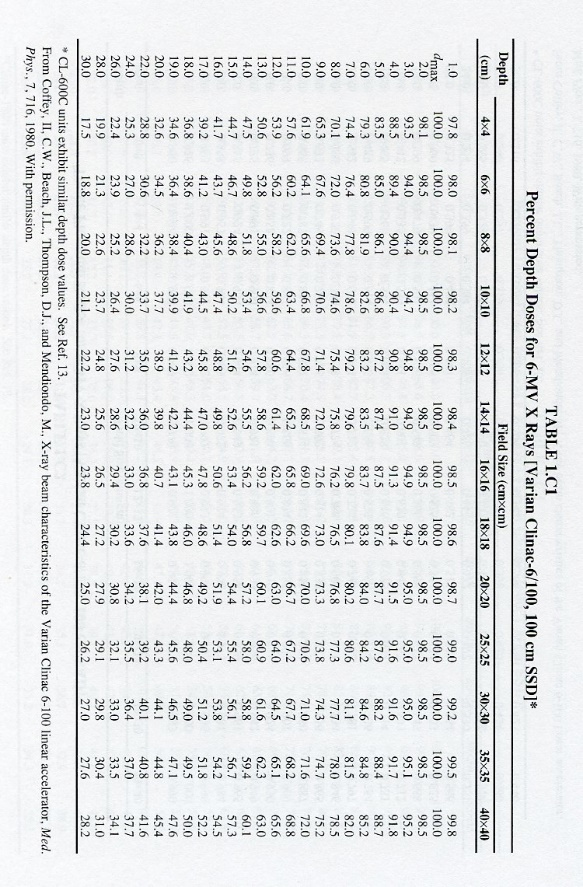 TABLE 1.C1
Percent Depth Doses for 6-MV X Rays [Varian Clinac-6/100, 100 cm SSD]*
Depth Field Size (cm×cm)
(cm) 4×4 6×6 8×8 10×10 12×12 14×14 16×16 18×18 20×20 25×25 30×30 35×35 40×40
1.0 97.8 98.0 98.1 98.2 98.3 98.4 98.5 98.6 98.7 99.0 99.2 99.5 99.8
dmax 100.0 100.0 100.0 100.0 100.0 100.0 100.0 100.0 100.0 100.0 100.0 100.0 100.0
2.0 98.1 98.5 98.5 98.5 98.5 98.5 98.5 98.5 98.5 98.5 98.5 98.5 98.5
3.0 93.5 94.0 94.4 94.7 94.8 94.9 94.9 94.9 95.0 95.0 95.0 95.1 95.2
4.0 88.5 89.4 90.0 90.4 90.8 91.0 91.3 91.4 91.5 91.6 91.6 91.7 91.8
5.0 83.5 85.0 86.1 86.8 87.2 87.4 87.5 87.6 87.7 87.9 88.2 88.4 88.7
6.0 79.3 80.8 81.9 82.6 83.2 83.5 83.7 83.8 84.0 84.2 84.6 84.8 85.2
7.0 74.4 76.4 77.8 78.6 79.2 79.6 79.8 80.1 80.2 80.6 81.1 81.5 82.0
8.0 70.1 72.0 73.6 74.6 75.4 75.8 76.2 76.5 76.8 77.3 77.7 78.0 78.5
9.0 65.3 67.6 69.4 70.6 71.4 72.0 72.6 73.0 73.3 73.8 74.3 74.7 75.2
10.0 61.9 64.1 65.6 66.8 67.8 68.5 69.0 69.6 70.0 70.6 71.0 71.6 72.0
11.0 57.6 60.2 62.0 63.4 64.4 65.2 65.8 66.2 66.7 67.2 67.7 68.2 68.8
12.0 53.9 56.2 58.2 59.6 60.6 61.4 62.0 62.6 63.0 64.0 64.5 65.1 65.6
13.0 50.6 52.8 55.0 56.6 57.8 58.6 59.2 59.7 60.1 60.9 61.6 62.3 63.0
14.0 47.5 49.8 51.8 53.4 54.6 55.5 56.2 56.8 57.2 58.0 58.8 59.4 60.1
15.0 44.7 46.7 48.6 50.2 51.6 52.6 53.4 54.0 54.4 55.4 56.1 56.7 57.3
16.0 41.7 43.7 45.6 47.4 48.8 49.8 50.6 51.4 51.9 53.1 53.8 54.2 54.5
17.0 39.2 41.2 43.0 44.5 45.8 47.0 47.8 48.6 49.2 50.4 51.2 51.8 52.2
18.0 36.8 38.6 40.4 41.9 43.2 44.4 45.3 46.0 46.8 48.0 49.0 49.5 50.0
19.0 34.6 36.4 38.4 39.9 41.2 42.2 43.1 43.8 44.4 45.6 46.5 47.1 47.6
20.0 32.6 34.5 36.2 37.7 38.9 39.8 40.7 41.4 42.0 43.3 44.1 44.8 45.4
22.0 28.8 30.6 32.2 33.7 35.0 36.0 36.8 37.6 38.1 39.2 40.1 40.8 41.6
24.0 25.3 27.0 28.6 30.0 31.2 32.2 33.0 33.6 34.2 35.5 36.4 37.0 37.7
26.0 22.4 23.9 25.2 26.4 27.6 28.6 29.4 30.2 30.8 32.1 33.0 33.5 34.1
28.0 19.9 21.3 22.6 23.7 24.8 25.6 26.5 27.2 27.9 29.1 29.8 30.4 31.0
30.0 17.5 18.8 20.0 21.1 22.2 23.0 23.8 24.4 25.0 26.2 27.0 27.6 28.2
* CL-600C units exhibit similar depth dose values. See Ref. 13.
From Coffey, II, C.W., Beach, J.L., Thompson, D.J., and Mendiondo, M., X-ray beam characteristics of the Varian Clinac 6-100 linear accelerator, Med.
Phys., 7, 716, 1980. With permission.